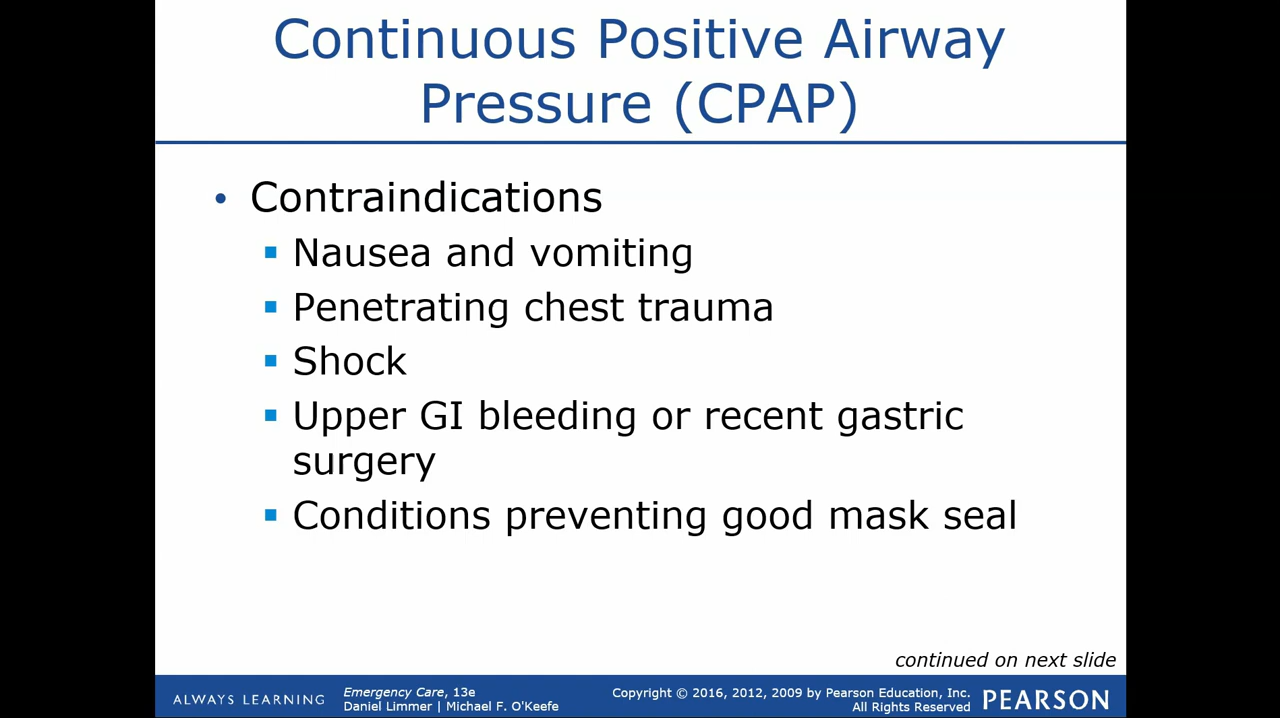 Continuous Positive Airway
Pressure (CPAP)
• Contraindications
▪ Nausea and vomiting
▪ Penetrating chest trauma
▪ Shock
▪ Upper GI bleeding or recent gastric
surgery
▪ Conditions preventing good mask seal
continued on next slide
ALWAYS LEARNING
Emergency Care, 13e
Daniel Limmer | Michael F. O'Keefe
Copyright © 2016, 2012, 2009 by Pearson Education, Inc.
All Rights Reserved
PEARSON